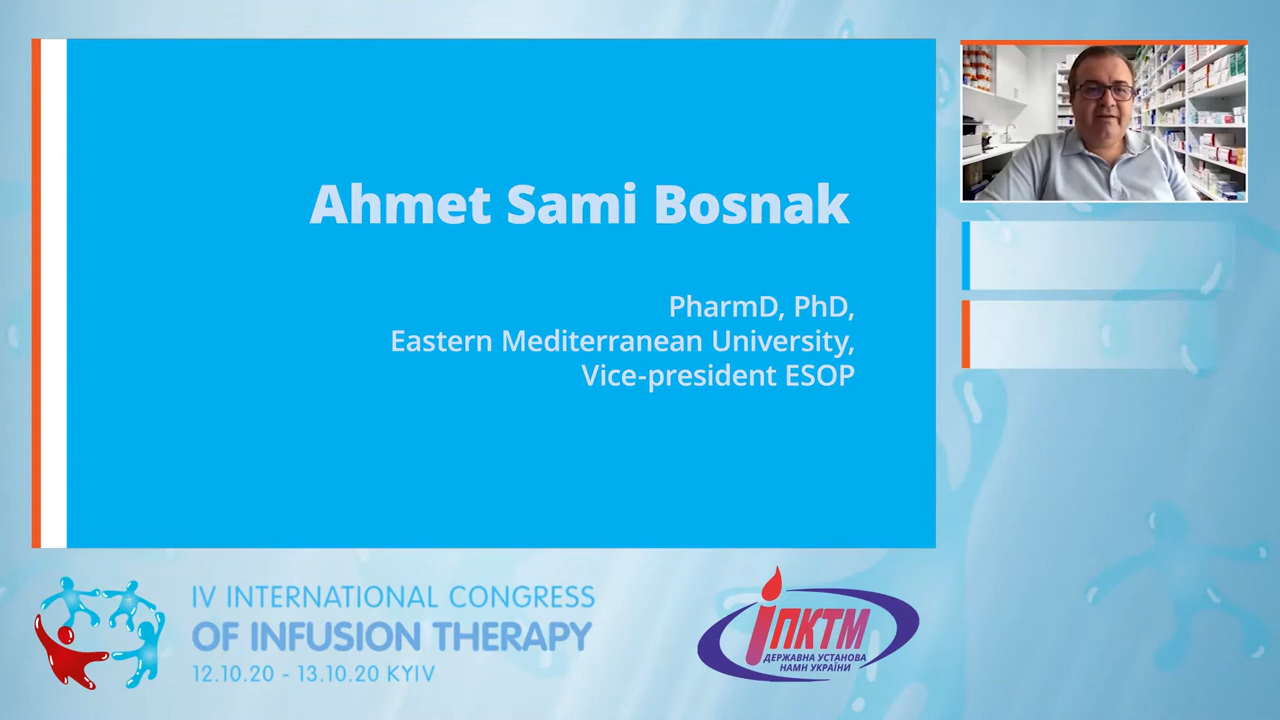 Ahmet Sami Bosnak
PharmD, PhD,
Eastern Mediterranean University,
Vice-president ESOP
IV INTERNATIONAL CONGRESS
OF INFUSION THERAPY
12.10.20 - 13.10.20 KYIV
іПКТМ
ДЕРЖАВНА УСТАНОВА
НАМН УКРАЇНИ